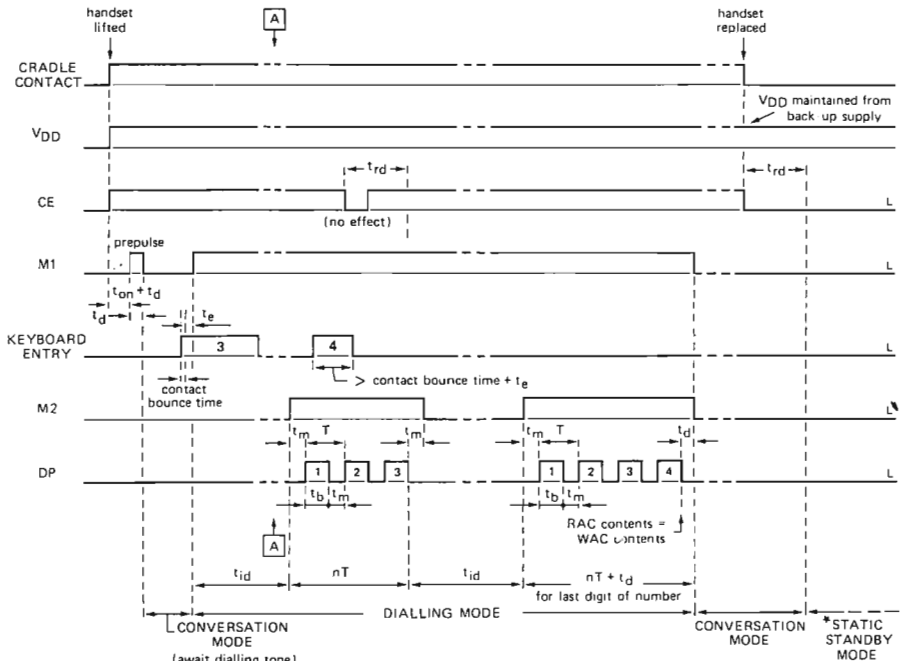 handset lifted
A
handset replaced
CRADLE CONTACT
VDD maintained from back-up supply
VDD
trd
trd
CE
(no effect)
L
prepulse
M1
L
ton + td
td
te
KEYBOARD ENTRY
3
4
L
> contact bounce time + te
contact bounce time
M2
L*
tm
T
tm
tm
T
td
DP
1
2
3
1
2
3
4
L
tb
tm
tb
tm
RAC contents = WAC contents
A
tid
nT
tid
nT + td
for last digit of number
DIALLING MODE
CONVERSATION MODE
(await dialling tone)
CONVERSATION MODE
*STATIC STANDBY MODE